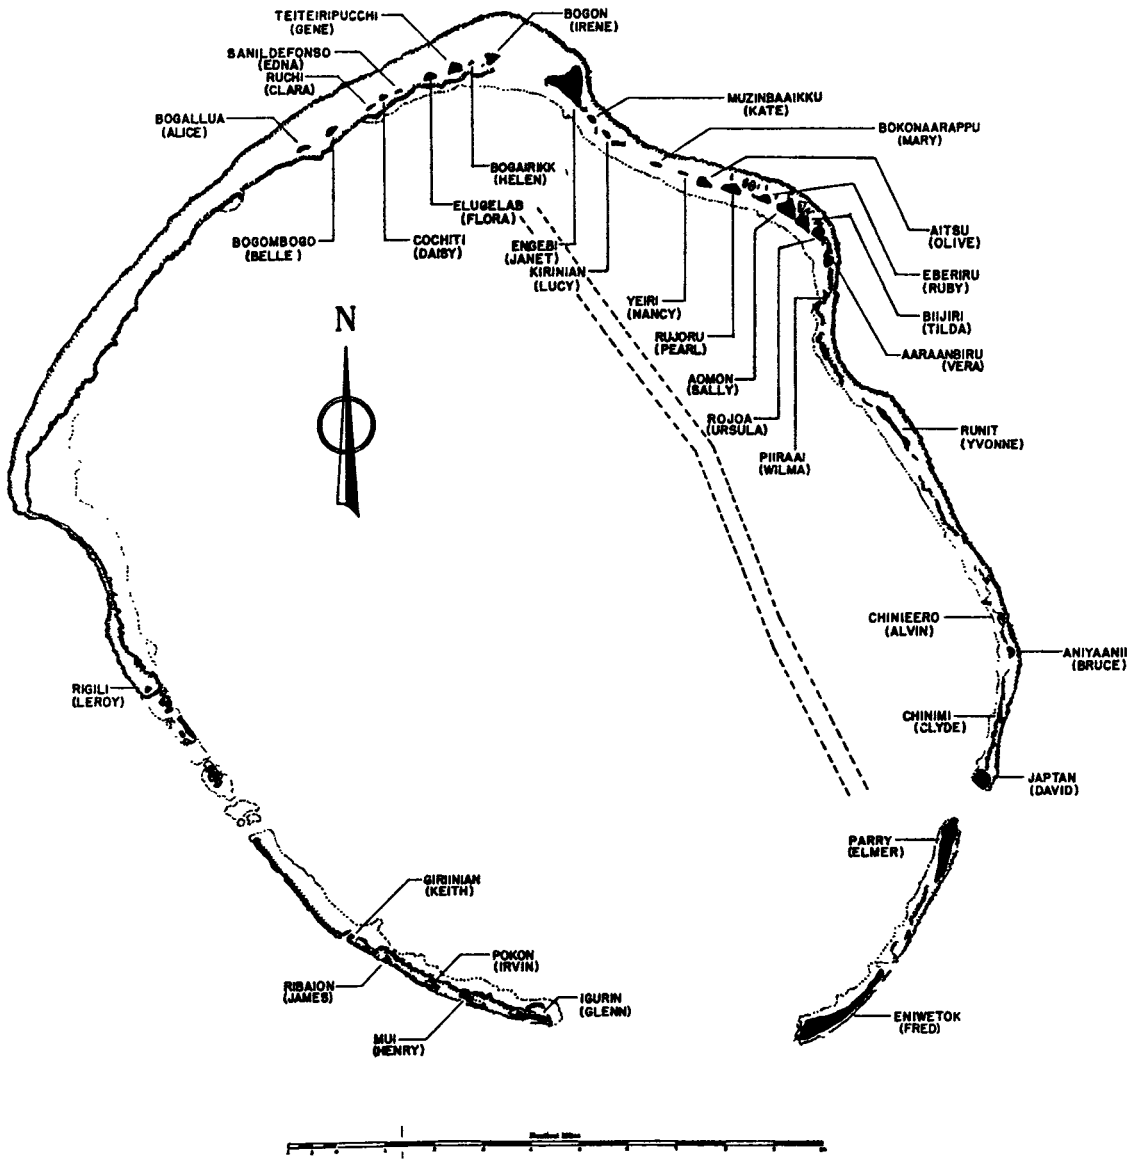 TEITEIRIPUCCHI
(GENE)
BOGON
(IRENE)
SANILDEFONSO
(EDNA)
RUCHI
(CLARA)
BOGALLUA
(ALICE)
MUZINBAAIKKU
(KATE)
BOKONAARAPPU
(MARY)
BOGAIRIKK
(HELEN)
ELUGELAB
(FLORA)
BOGOMBOGO
(BELLE)
COCHITI
(DAISY)
ENGEBI
(JANET)
KIRINIAN
(LUCY)
AITSU
(OLIVE)
EBERIRU
(RUBY)
YEIRI
(NANCY)
BIIJIRI
(TILDA)
RUJORU
(PEARL)
AARAANBIRU
(VERA)
AOMON
(SALLY)
ROJOA
(URSULA)
RUNIT
(YVONNE)
PIIRAAI
(WILMA)
N
CHINIEERO
(ALVIN)
ANIYAANII
(BRUCE)
RIGILI
(LEROY)
CHINIMI
(CLYDE)
JAPTAN
(DAVID)
PARRY
(ELMER)
GIRIINIAN
(KEITH)
POKON
(IRVIN)
RIBAION
(JAMES)
IGURIN
(GLENN)
ENIWETOK
(FRED)
MUI
(HENRY)